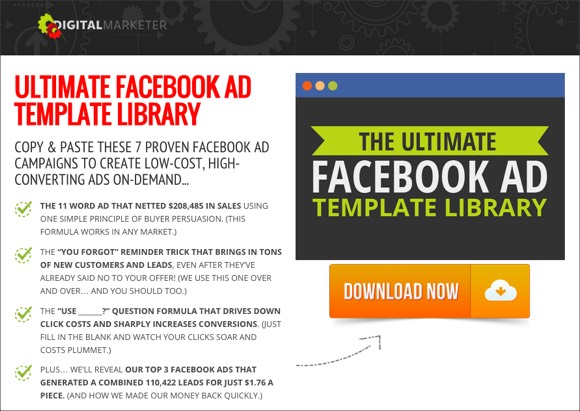 DIGITALMARKETER
ULTIMATE FACEBOOK AD
TEMPLATE LIBRARY
COPY & PASTE THESE 7 PROVEN FACEBOOK AD
CAMPAIGNS TO CREATE LOW-COST, HIGH-
CONVERTING ADS ON-DEMAND...
THE 11 WORD AD THAT NETTED $208,485 IN SALES USING
ONE SIMPLE PRINCIPLE OF BUYER PERSUASION. (THIS
FORMULA WORKS IN ANY MARKET.)
THE “YOU FORGOT” REMINDER TRICK THAT BRINGS IN TONS
OF NEW CUSTOMERS AND LEADS, EVEN AFTER THEY'VE
ALREADY SAID NO TO YOUR OFFER! (WE USE THIS ONE OVER
AND OVER… AND YOU SHOULD TOO.)
THE “USE ______?” QUESTION FORMULA THAT DRIVES DOWN
CLICK COSTS AND SHARPLY INCREASES CONVERSIONS. (JUST
FILL IN THE BLANK AND WATCH YOUR CLICKS SOAR AND
COSTS PLUMMET.)
PLUS… WE'LL REVEAL OUR TOP 3 FACEBOOK ADS THAT
GENERATED A COMBINED 110,422 LEADS FOR JUST $1.76 A
PIECE. (AND HOW WE MADE OUR MONEY BACK QUICKLY.)
THE ULTIMATE
FACEBOOK AD
TEMPLATE LIBRARY
DOWNLOAD NOW